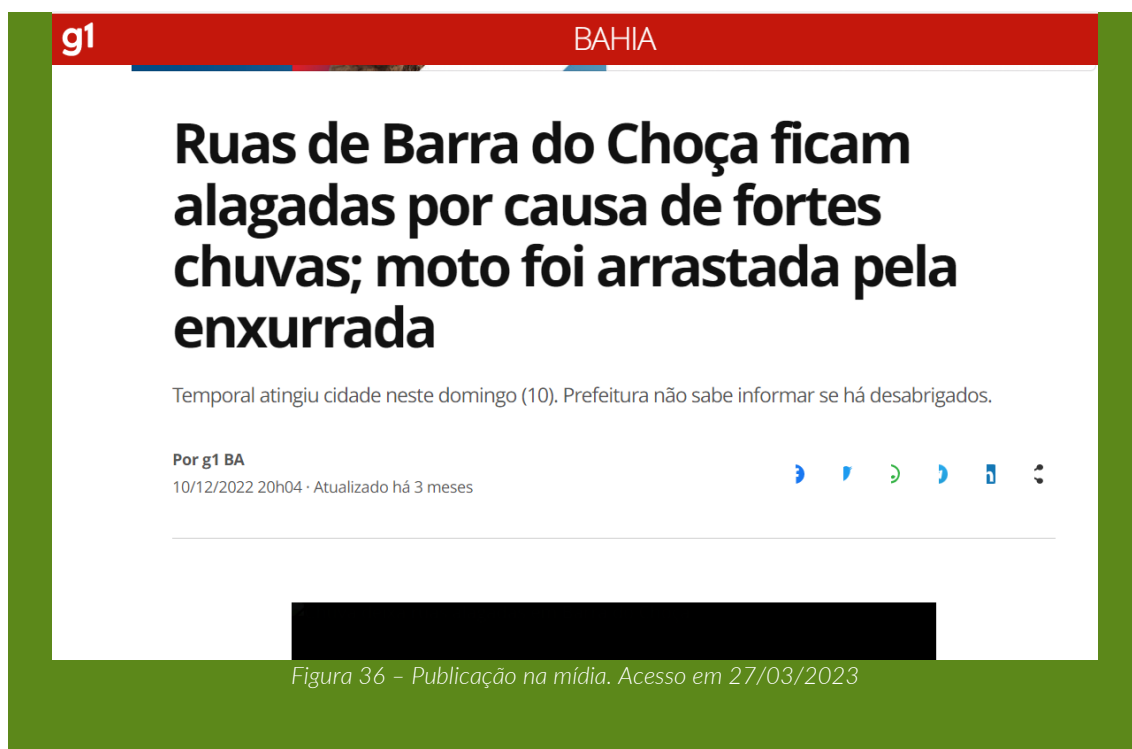 g1
BAHIA
Ruas de Barra do Choça ficam
alagadas por causa de fortes
chuvas; moto foi arrastada pela
enxurrada
Temporal atingiu cidade neste domingo (10). Prefeitura não sabe informar se há desabrigados.
Por g1 BA
10/12/2022 20h04 · Atualizado há 3 meses
Figura 36 – Publicação na mídia. Acesso em 27/03/2023